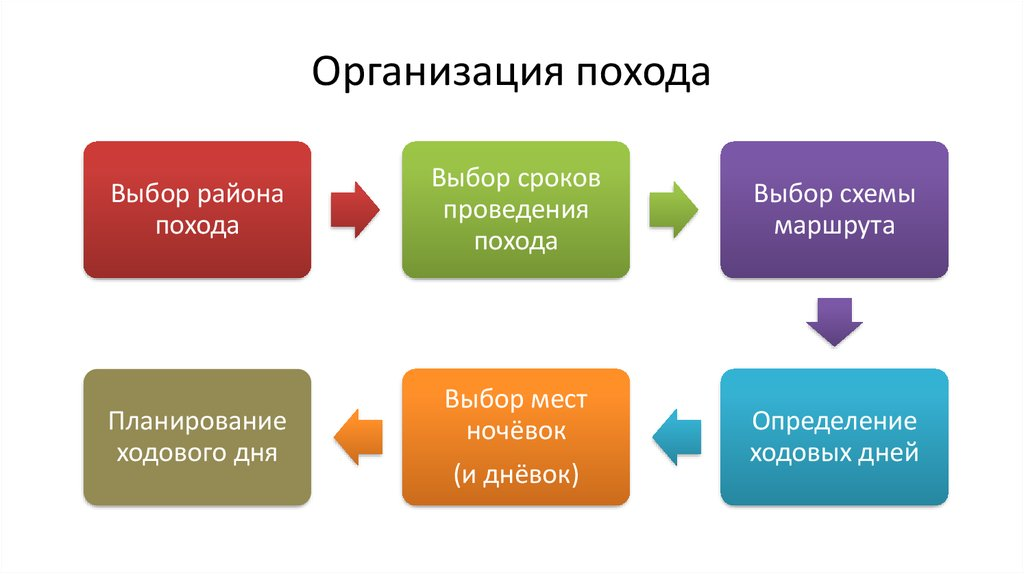 Организация похода
Выбор района
похода
Выбор сроков
проведения
похода
Выбор схемы
маршрута
Определение
ходовых дней
Выбор мест
ночёвок
(и днёвок)
Планирование
ходового дня